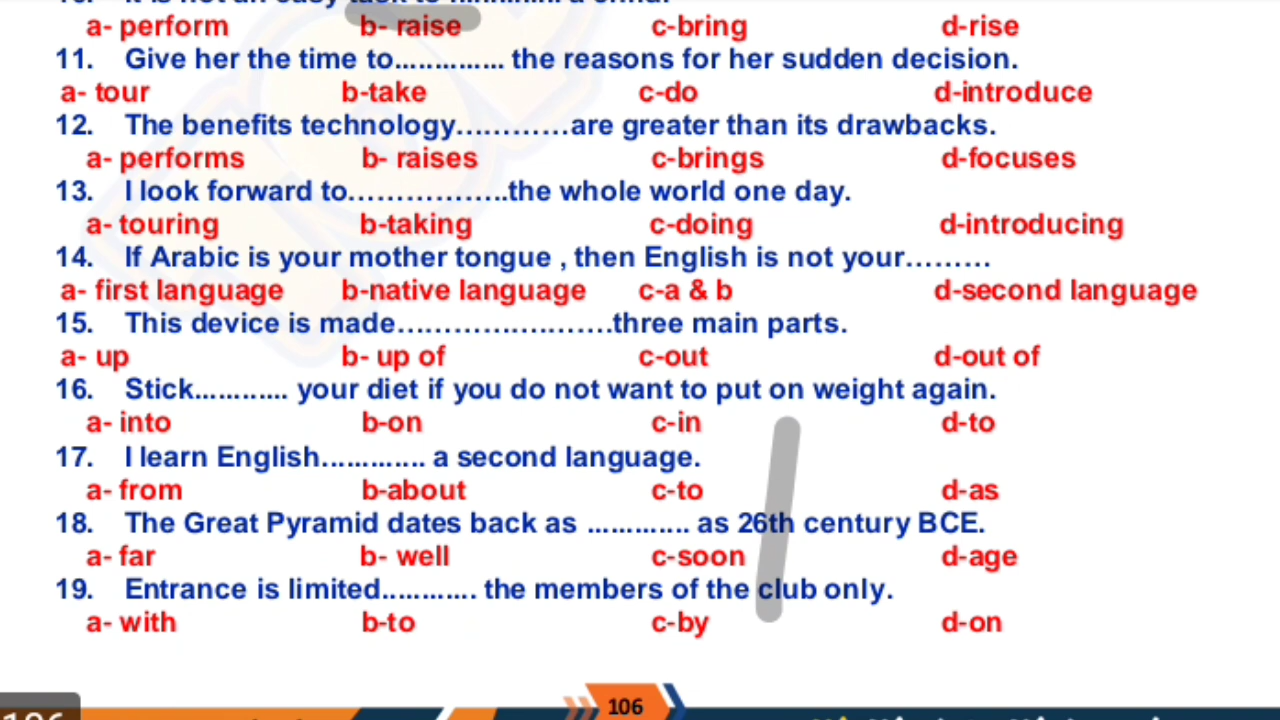 a- perform b- raise c-bring d-rise
11. Give her the time to............. the reasons for her sudden decision.
a- tour b-take c-do d-introduce
12. The benefits technology............are greater than its drawbacks.
a- performs b- raises c-brings d-focuses
13. I look forward to..................the whole world one day.
a- touring b-taking c-doing d-introducing
14. If Arabic is your mother tongue , then English is not your.........
a- first language b-native language c-a & b d-second language
15. This device is made.......................three main parts.
a- up b- up of c-out d-out of
16. Stick............ your diet if you do not want to put on weight again.
a- into b-on c-in d-to
17. I learn English............. a second language.
a- from b-about c-to d-as
18. The Great Pyramid dates back as ............. as 26th century BCE.
a- far b- well c-soon d-age
19. Entrance is limited............ the members of the club only.
a- with b-to c-by d-on
106